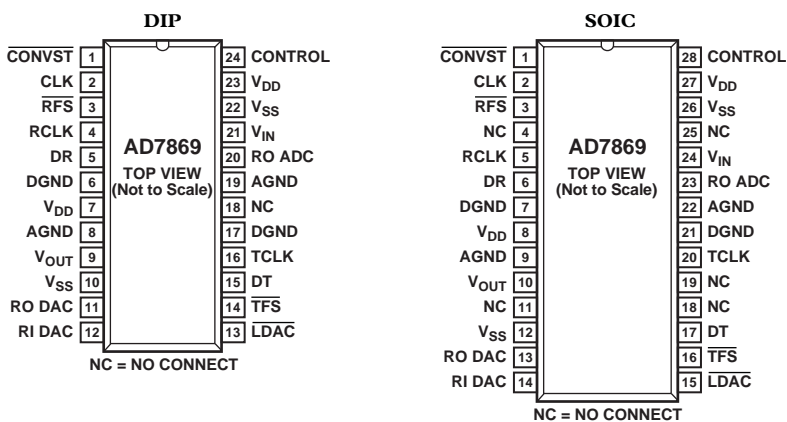 DIP
CONVST 1
CLK 2
RFS 3
RCLK 4
DR 5
DGND 6
VDD 7
AGND 8
VOUT 9
VSS 10
RO DAC 11
RI DAC 12
AD7869
TOP VIEW
(Not to Scale)
24 CONTROL
23 VDD
22 VSS
21 VIN
20 RO ADC
19 AGND
18 NC
17 DGND
16 TCLK
15 DT
14 TFS
13 LDAC
NC = NO CONNECT
SOIC
CONVST 1
CLK 2
RFS 3
NC 4
RCLK 5
DR 6
DGND 7
VDD 8
AGND 9
VOUT 10
NC 11
VSS 12
RO DAC 13
RI DAC 14
AD7869
TOP VIEW
(Not to Scale)
28 CONTROL
27 VDD
26 VSS
25 NC
24 VIN
23 RO ADC
22 AGND
21 DGND
20 TCLK
19 NC
18 NC
17 DT
16 TFS
15 LDAC
NC = NO CONNECT